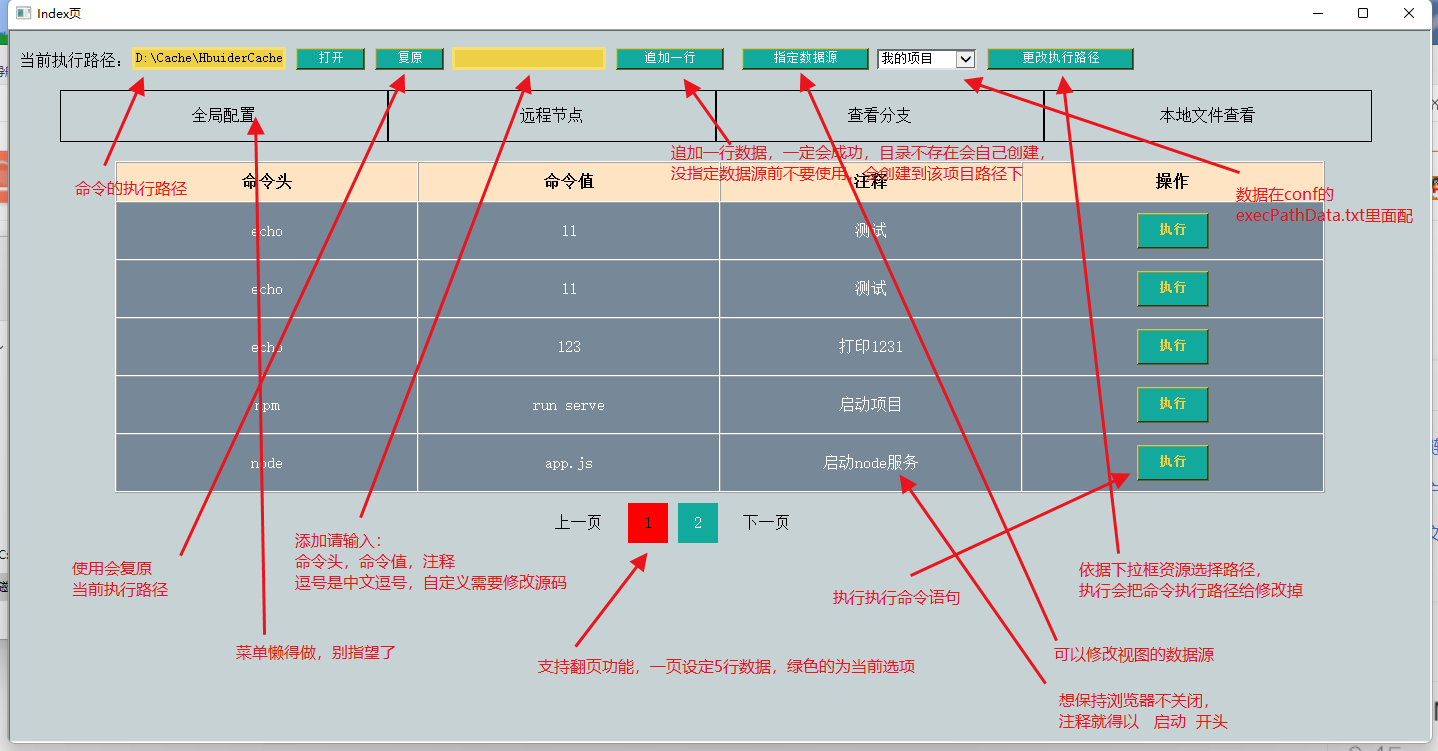 Index页
当前执行路径：
D:\Cache\HbuiderCache
打开
复原
追加一行
指定数据源
我的项目
更改执行路径
全局配置
远程节点
查看分支
本地文件查看
追加一行数据，一定会成功，目录不存在会自己创建，
没指定数据源前不要使用，会创建到该项目路径下
命令的执行路径
数据在conf的
execPathData.txt里面配
命令头
命令值
注释
操作
echo
11
测试
执行
echo
11
测试
执行
echo
123
打印1231
执行
npm
run serve
启动项目
执行
node
app.js
启动node服务
执行
上一页
1
2
下一页
添加请输入：
命令头，命令值，注释
逗号是中文逗号，自定义需要修改源码
使用会复原
当前执行路径
执行执行命令语句
依据下拉框资源选择路径，
执行会把命令执行路径给修改掉
菜单懒得做，别指望了
支持翻页功能，一页设定5行数据，绿色的为当前选项
可以修改视图的数据源
想保持浏览器不关闭，
注释就得以 启动 开头